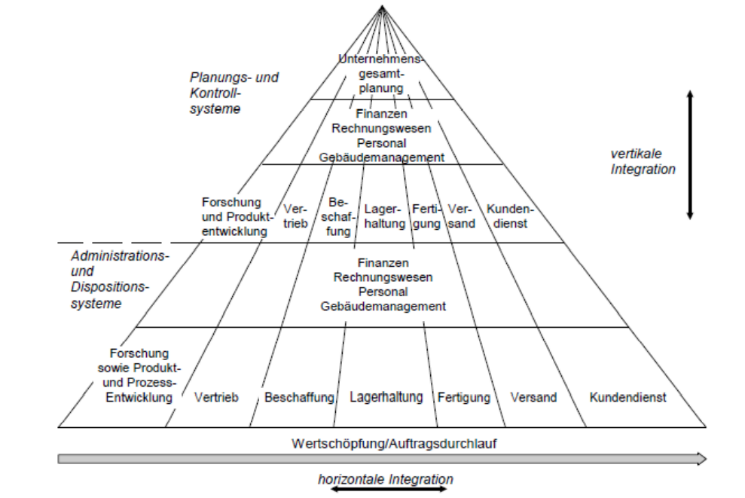 Unternehmens-
gesamt-
planung
Planungs- und
Kontroll-
systeme
Finanzen
Rechnungswesen
Personal
Gebäudemanagement
vertikale
Integration
Forschung
und Produkt-
entwicklung
Ver-
trieb
Be-
schaf-
fung
Lager-
haltung
Ferti-
gung
Ver-
sand
Kunden-
dienst
Administrations-
und
Dispositions-
systeme
Finanzen
Rechnungswesen
Personal
Gebäudemanagement
Forschung
sowie Produkt-
und Prozess-
Entwicklung
Vertrieb
Beschaffung
Lagerhaltung
Fertigung
Versand
Kundendienst
Wertschöpfung/Auftragsdurchlauf
horizontale Integration